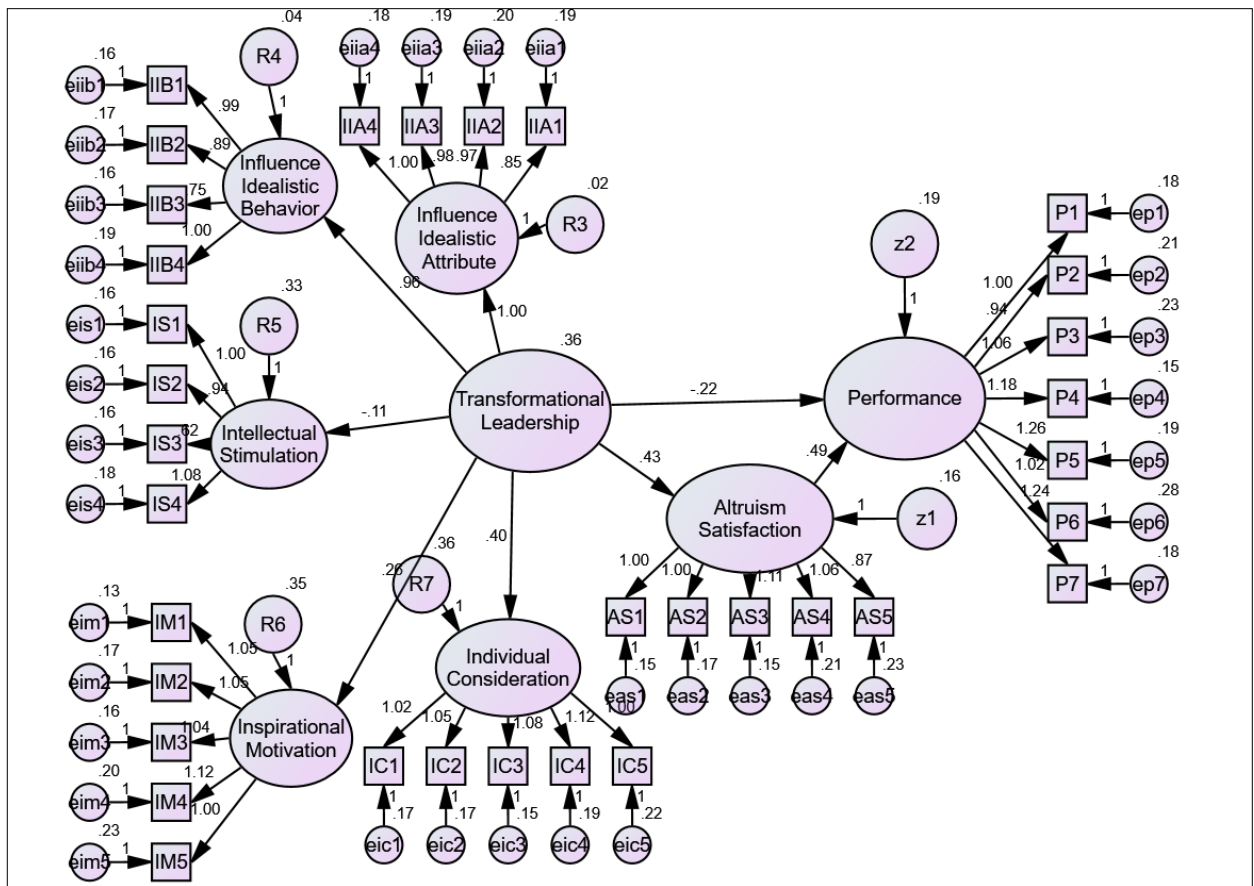 .04
R4
1
.16
eiib1
1
IIB1
.99
.17
eiib2
1
IIB2
.89
.16
eiib3
1
IIB3
.75
.19
eiib4
1
IIB4
1.00
Influence
Idealistic
Behavior
.18
eiia4
1
IIA4
1.00
.19
eiia3
1
IIA3
.98
.20
eiia2
1
IIA2
.97
.19
eiia1
1
IIA1
.85
Influence
Idealistic
Attribute
.02
R3
1
.96
1.00
.36
Transformational
Leadership
-.11
-.22
.43
.40
.26
.33
R5
1
.16
eis1
1
IS1
1.00
.16
eis2
1
IS2
.94
.16
eis3
1
IS3
.62
.18
eis4
1
IS4
1.08
Intellectual
Stimulation
.35
R6
1
.13
eim1
1
IM1
1.05
.17
eim2
1
IM2
1.05
.16
eim3
1
IM3
1.04
.20
eim4
1
IM4
1.12
.23
eim5
1
IM5
1.00
Inspirational
Motivation
.36
R7
1
Individual
Consideration
1.02
1.05
1.08
1.12
1.00
IC1
IC2
IC3
IC4
IC5
1
.17
1
.17
1
.15
1
.19
1
.22
eic1
eic2
eic3
eic4
eic5
Altruism
Satisfaction
.16
z1
1
.49
1.00
1.00
1.11
1.06
.87
AS1
AS2
AS3
AS4
AS5
1
.15
1
.17
1
.15
1
.21
1
.23
eas1
eas2
eas3
eas4
eas5
.19
z2
1
Performance
1.00
P1
1
ep1
.18
.94
P2
1
ep2
.21
1.06
P3
1
ep3
.23
1.18
P4
1
ep4
.15
1.26
P5
1
ep5
.19
1.02
P6
1
ep6
.28
1.24
P7
1
ep7
.18